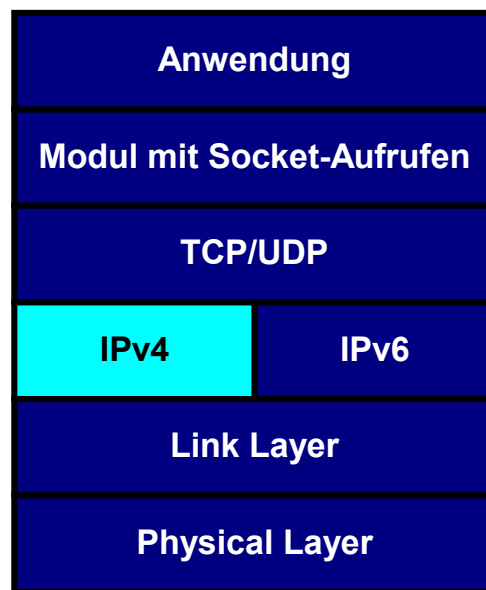 Anwendung
Modul mit Socket-Aufrufen
TCP/UDP
IPv4 IPv6
Link Layer
Physical Layer